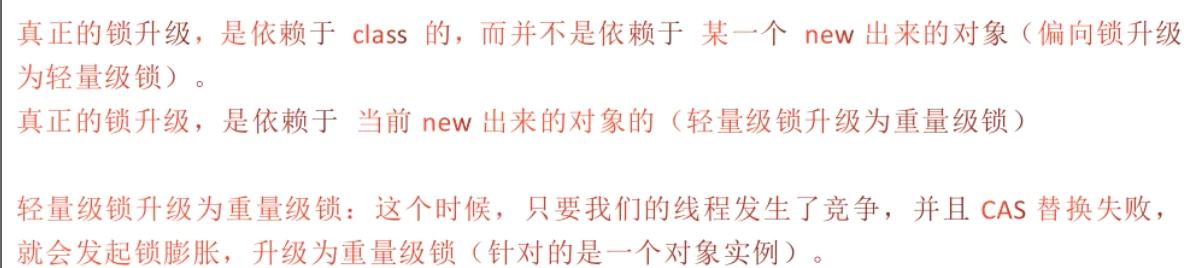 真正的锁升级，是依赖于 class 的，而并不是依赖于 某一个 new 出来的对象（偏向锁升级
为轻量级锁）。
真正的锁升级，是依赖于 当前 new 出来的对象的（轻量级锁升级为重量级锁）
轻量级锁升级为重量级锁：这个时候，只要我们的线程发生了竞争，并且 CAS 替换失败，
就会发起锁膨胀，升级为重量级锁（针对的是一个对象实例）。